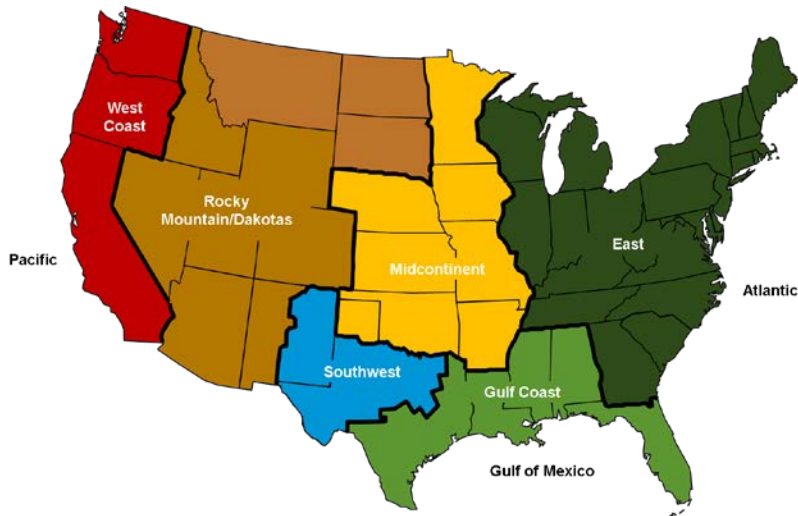 West
Coast
Rocky
Mountain/Dakotas
East
Pacific
Midcontinent
Atlantic
Southwest
Gulf Coast
Gulf of Mexico